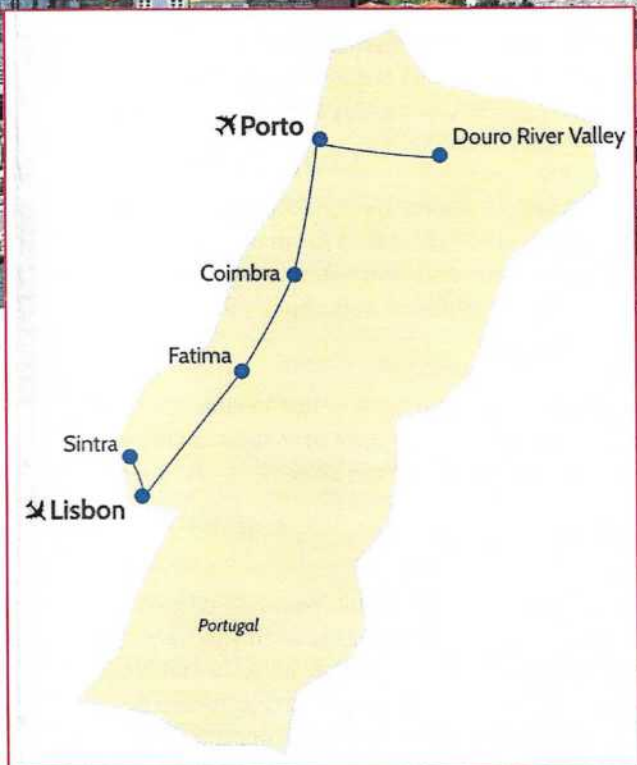 Porto
Douro River Valley
Coimbra
Fatima
Sintra
Lisbon
Portugal